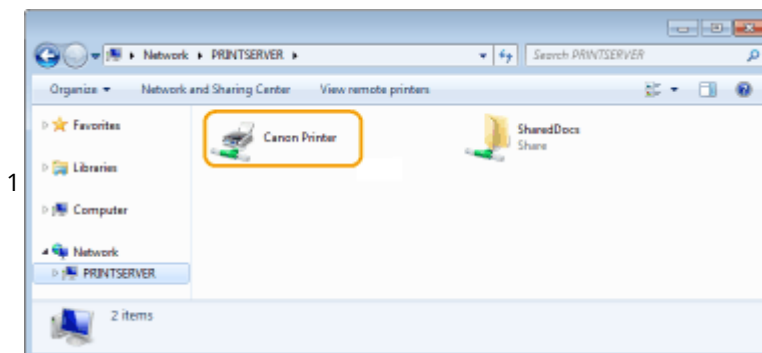 Network ▸ PRINTSERVER ▸ Search PRINTSERVER
Organize Network and Sharing Center View remote printers
Favorites
Canon Printer
SharedDocs
Share
Libraries
1
Computer
Network
PRINTSERVER
2 items